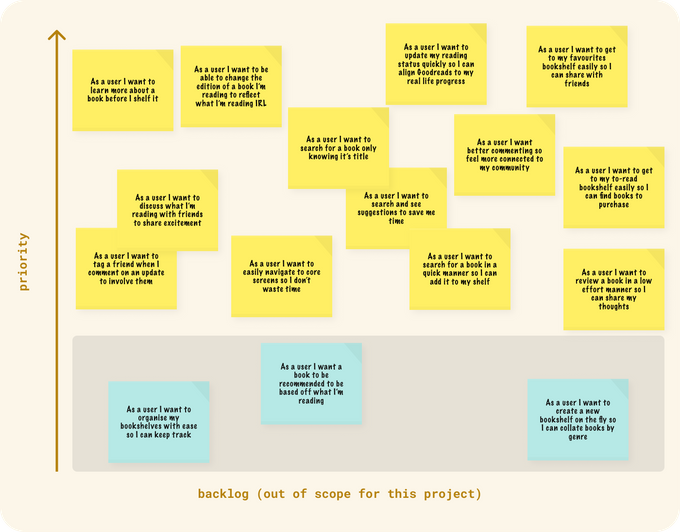 As a user I want to
update my reading
status quickly so I can
align Goodreads to my
real life progress
As a user I want to get
to my favourites
bookshelf easily so I
can share with
friends
As a user I want to
learn more about a
book before I shelf it
As a user I want to be
able to change the
edition of a book I'm
reading to reflect
what I'm reading IRL
As a user I want to
search for a book only
knowing it's title
As a user I want
better commenting so
feel more connected to
my community
As a user I want to get
to my to-read
bookshelf easily so I
can find books to
purchase
As a user I want to
discuss what I'm
reading with friends
to share excitement
As a user I want to
search and see
suggestions to save me
time
As a user I want to
tag a friend when I
comment on an update
to involve them
As a user I want to
easily navigate to core
screens so I don't
waste time
As a user I want to
search for a book in a
quick manner so I can
add it to my shelf
As a user I want to
review a book in a low
effort manner so I
can share my
thoughts
priority
As a user I want a
book to be
recommended to be
based off what I'm
reading
As a user I want to
organise my
bookshelves with ease
so I can keep track
As a user I want to
create a new
bookshelf on the fly so
I can collate books by
genre
backlog (out of scope for this project)